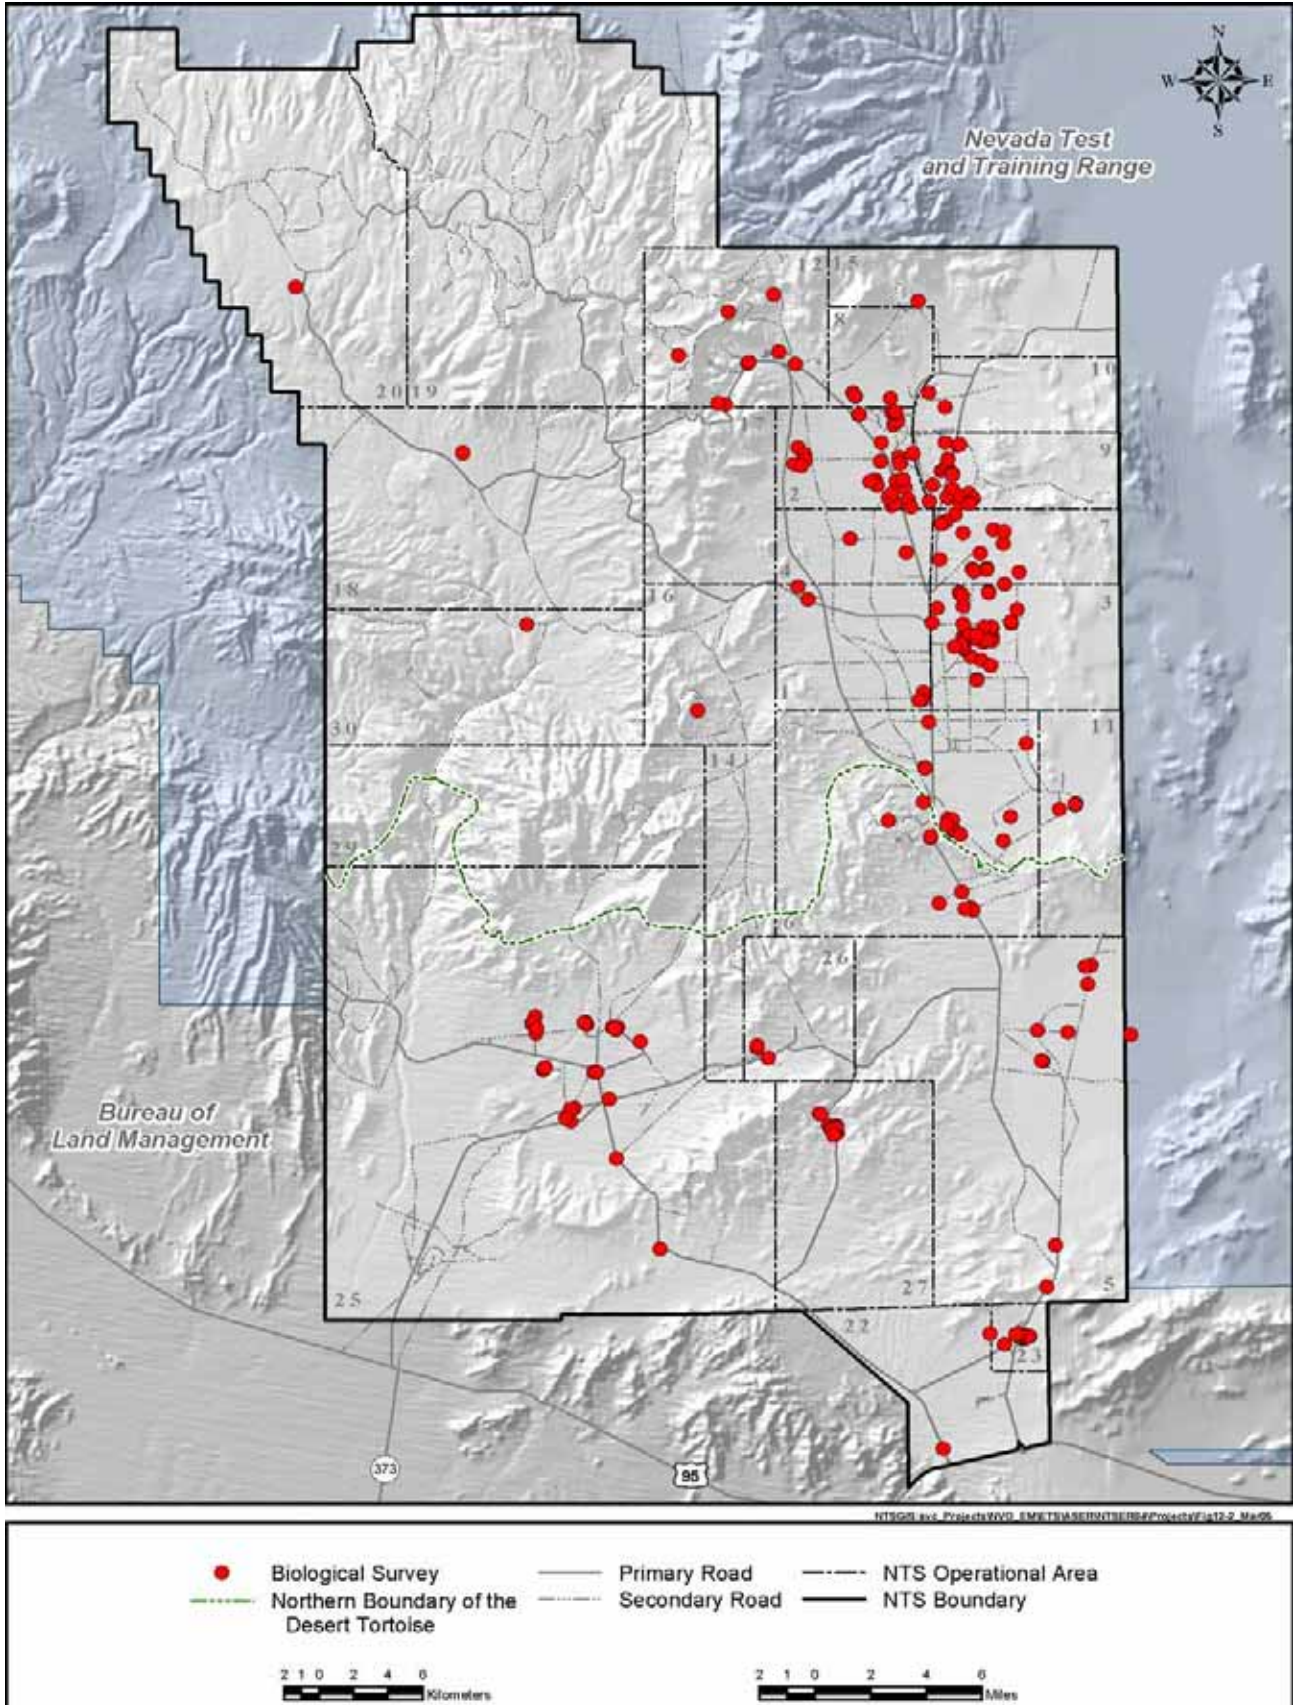 N
W E
S
Nevada Test
and Training Range
12
15
8
20
19
10
17
9
2
7
18
16
4
3
1
30
11
14
29
6
26
Bureau of
Land Management
25
27
5
22
23
373
95
Biological Survey
Northern Boundary of the
Desert Tortoise
Primary Road
Secondary Road
NTS Operational Area
NTS Boundary
2 1 0 2 4 6
Kilometers
2 1 0 2 4 6
Miles